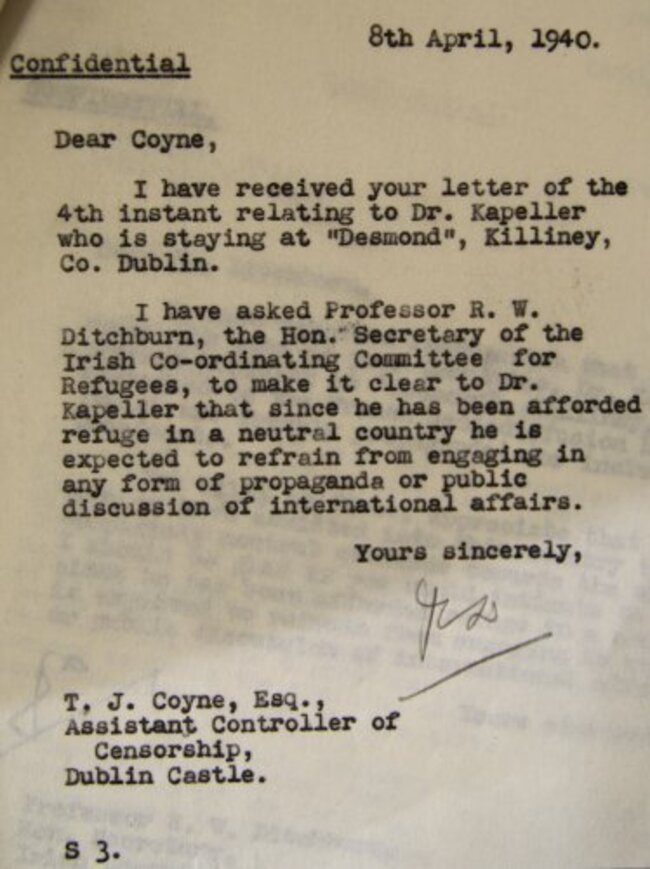 8th April, 1940.
Confidential
Dear Coyne,
I have received your letter of the
4th instant relating to Dr. Kapeller
who is staying at "Desmond", Killiney,
Co. Dublin.
I have asked Professor R. W.
Ditchburn, the Hon. Secretary of the
Irish Co-ordinating Committee for
Refugees, to make it clear to Dr.
Kapeller that since he has been afforded
refuge in a neutral country he is
expected to refrain from engaging in
any form of propaganda or public
discussion of international affairs.
Yours sincerely,
T. J. Coyne, Esq.,
Assistant Controller of
Censorship,
Dublin Castle.
S 3.